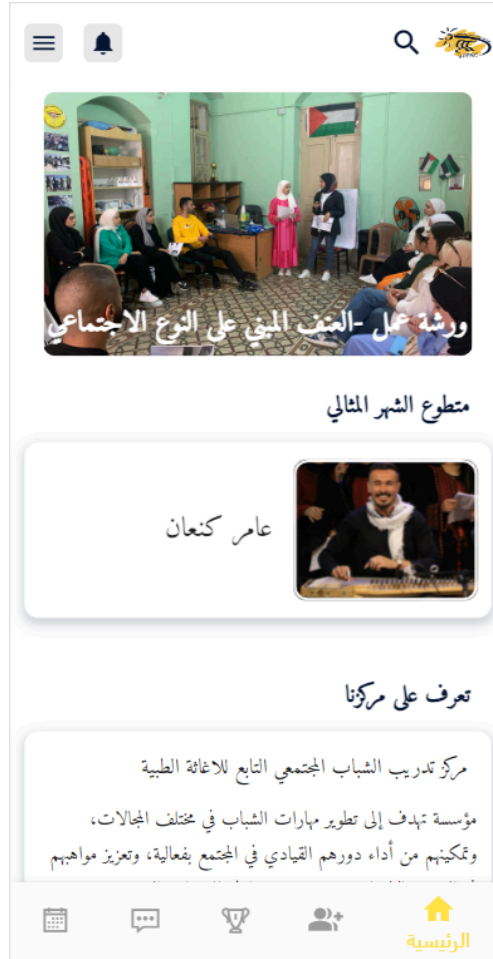 ورشة عمل -العنف المبني على النوع الاجتماعي
متطوع الشهر المثالي
عامر كنعان
تعرف على مركزنا
مركز تدريب الشباب المجتمعي التابع للاغاثة الطبية
مؤسسة تهدف إلى تطوير مهارات الشباب في مختلف المجالات،
وتمكينهم من أداء دورهم القيادي في المجتمع بفعالية، وتعزيز مواهبهم
الرئيسية